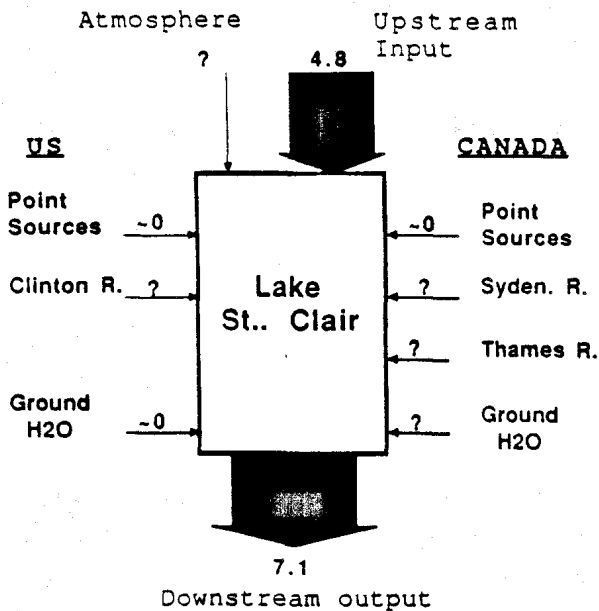 Atmosphere
Upstream
Input
?
4.8
US
CANADA
Point
Sources
~0
~0
Point
Sources
Clinton R.
?
?
Syden. R.
Lake
St.. Clair
?
Thames R.
Ground
H2O
~0
?
Ground
H2O
7.1
Downstream output